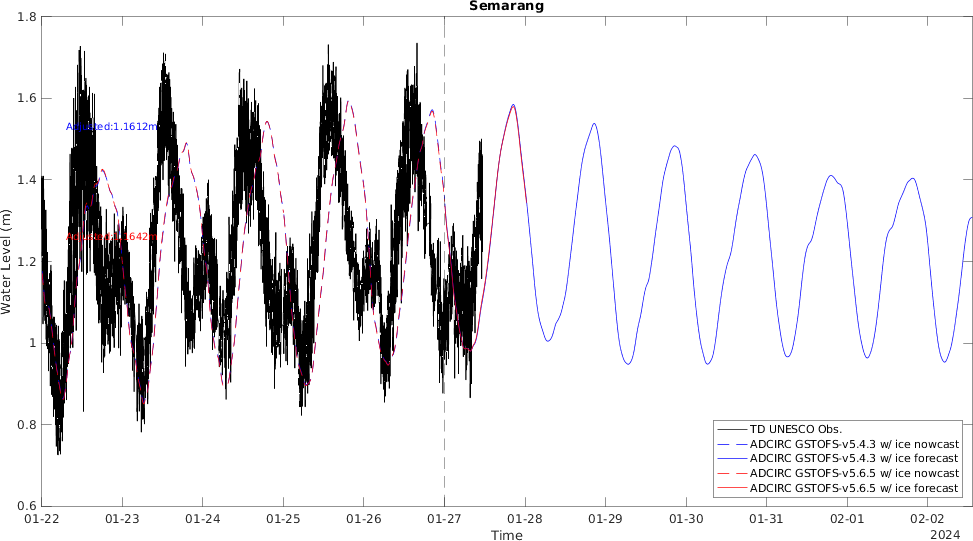 Semarang
1.8
1.6
1.4
1.2
1
0.8
0.6
Water Level (m)
Adjusted:1.1612m
01-22 01-23 01-24 01-25 01-26 01-27 01-28 01-29 01-30 01-31 02-01 02-02
Time
2024
TD UNESCO Obs.
ADCIRC GSTOFS-v5.4.3 w/ ice nowcast
ADCIRC GSTOFS-v5.4.3 w/ ice forecast
ADCIRC GSTOFS-v5.6.5 w/ ice nowcast
ADCIRC GSTOFS-v5.6.5 w/ ice forecast